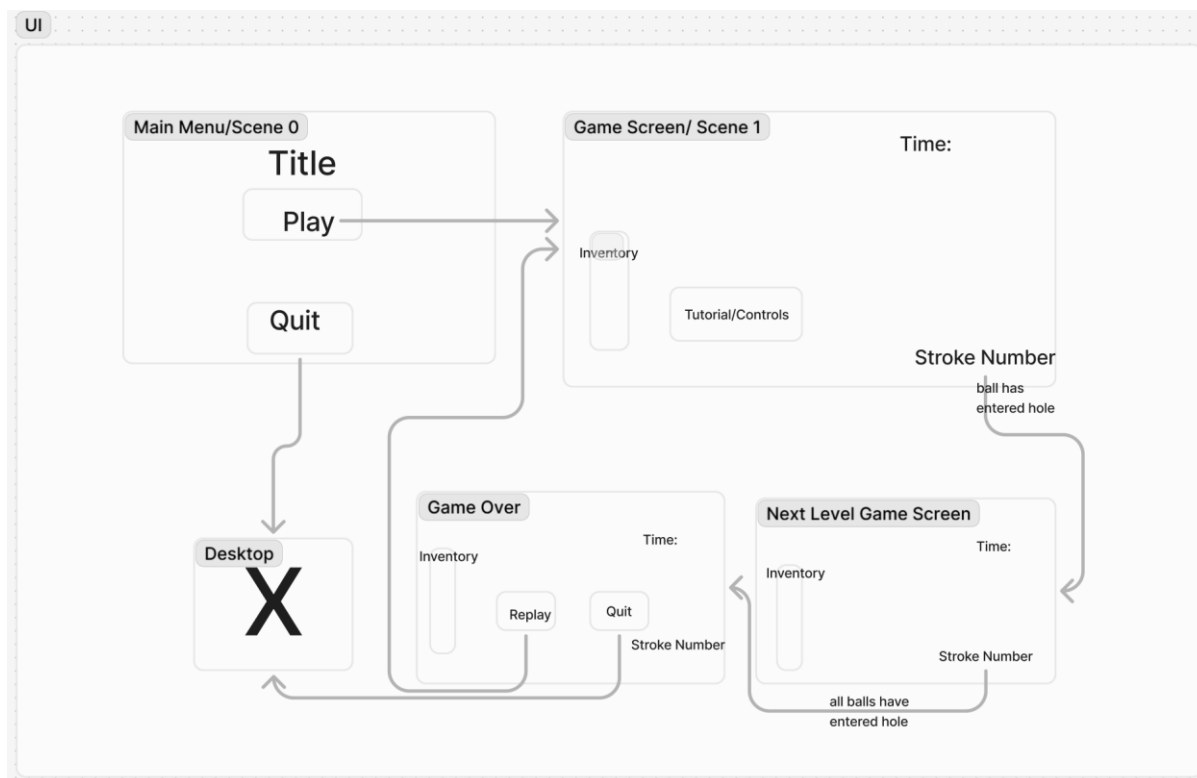 UI
Main Menu/Scene 0
Title
Play
Quit
Game Screen/ Scene 1
Time:
Inventory
Tutorial/Controls
Stroke Number
ball has
entered hole
Desktop
X
Game Over
Time:
Inventory
Replay
Quit
Stroke Number
Next Level Game Screen
Time:
Inventory
Stroke Number
all balls have
entered hole